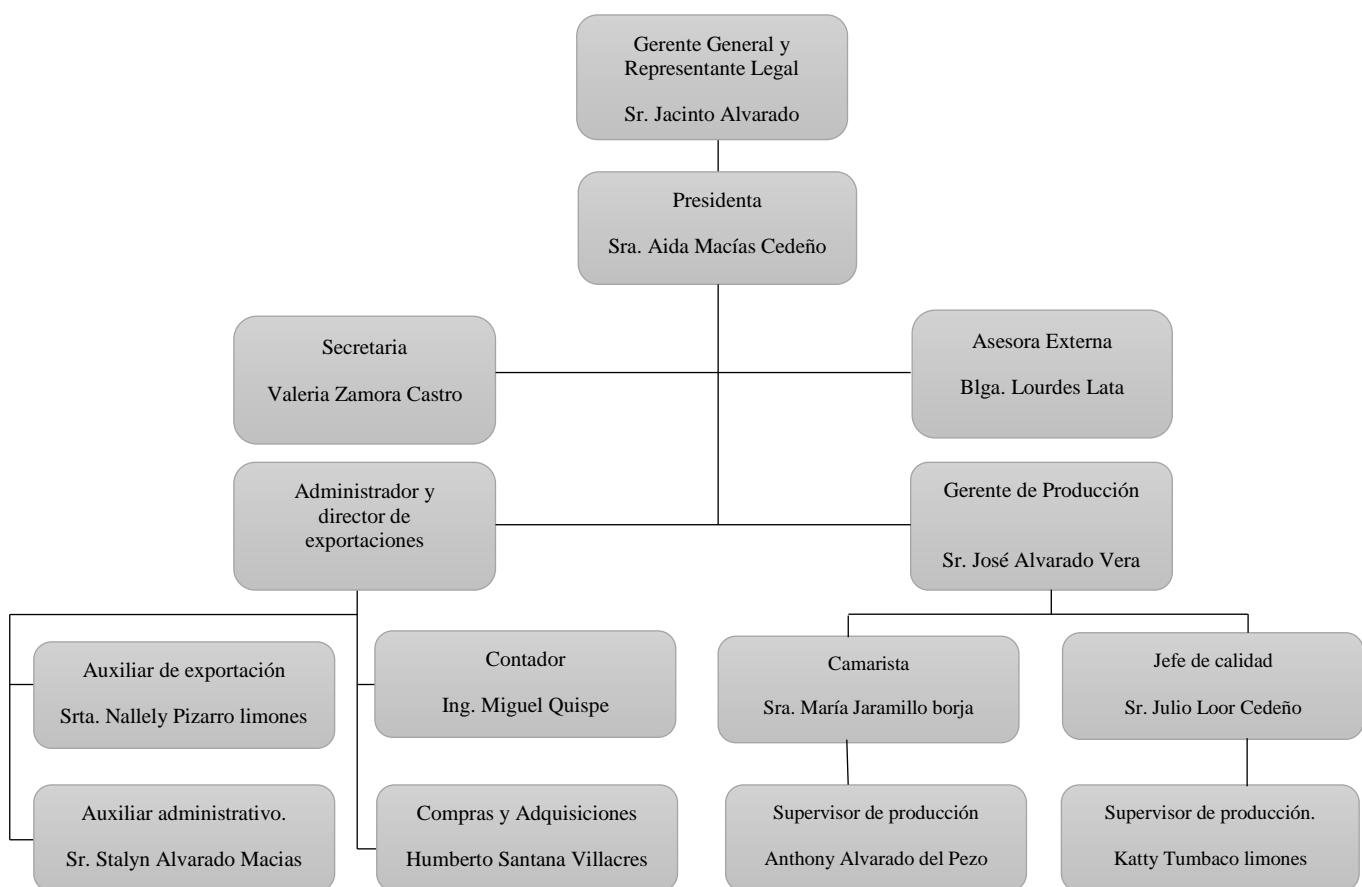 Gerente General y
Representante Legal
Sr. Jacinto Alvarado
Presidenta
Sra. Aida Macías Cedeño
Secretaria
Valeria Zamora Castro
Asesora Externa
Blga. Lourdes Lata
Administrador y
director de
exportaciones
Gerente de Producción
Sr. José Alvarado Vera
Auxiliar de exportación
Srta. Nallely Pizarro limones
Contador
Ing. Miguel Quispe
Camarista
Sra. María Jaramillo borja
Jefe de calidad
Sr. Julio Loor Cedeño
Auxiliar administrativo.
Sr. Stalyn Alvarado Macias
Compras y Adquisiciones
Humberto Santana Villacres
Supervisor de producción
Anthony Alvarado del Pezo
Supervisor de producción.
Katty Tumbaco limones